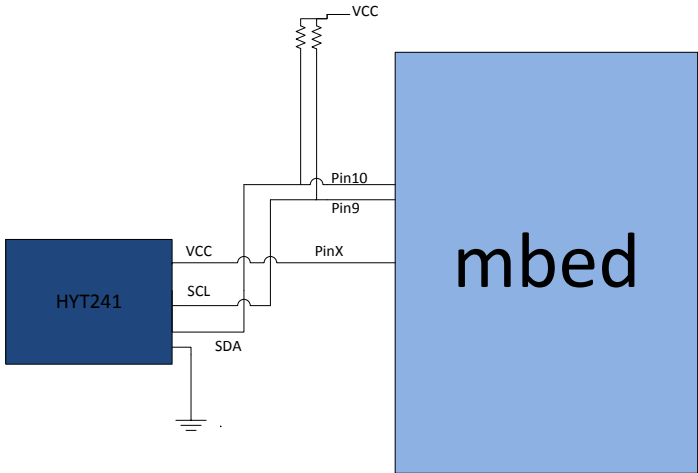 VCC
Pin10
Pin9
VCC
PinX
mbed
SCL
HYT241
SDA
.